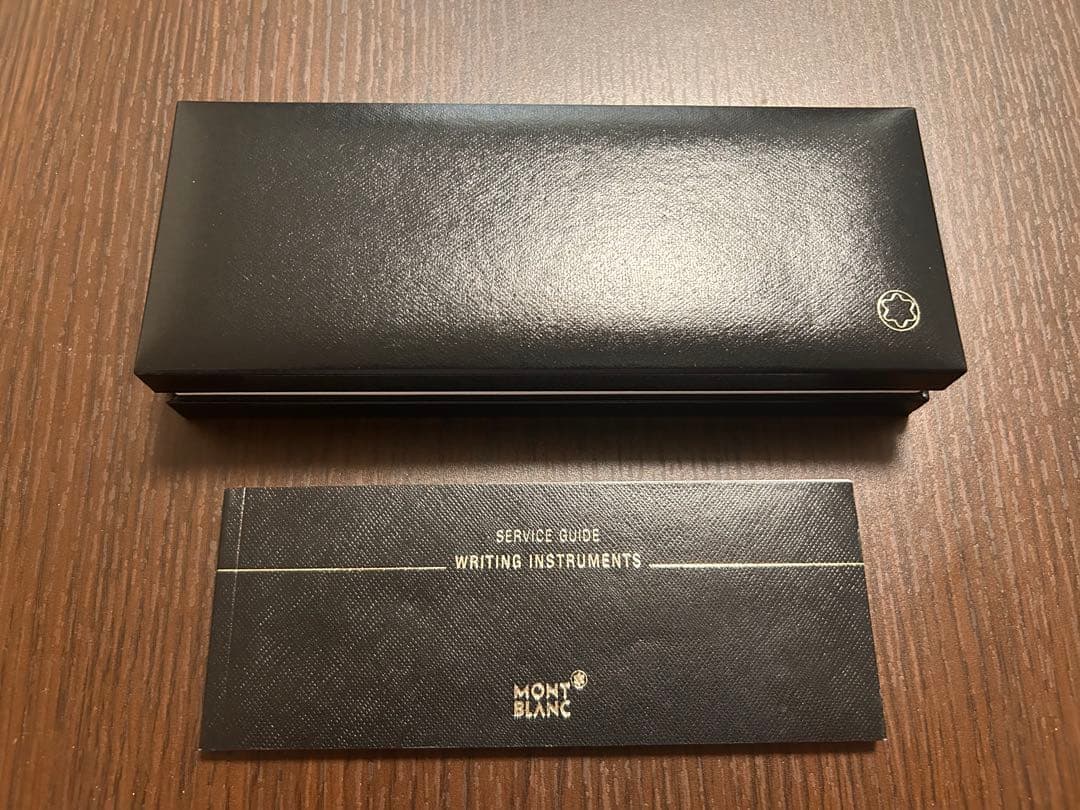 SERVICE GUIDE
WRITING INSTRUMENTS
MONT
BLANC